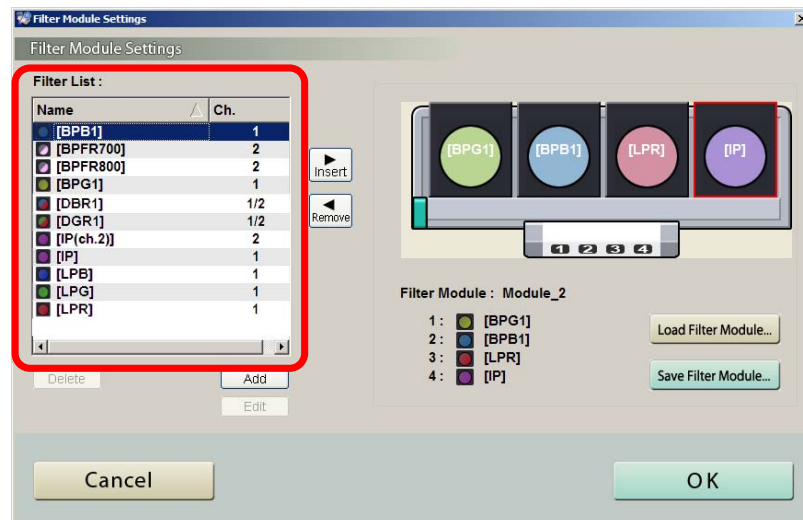 Filter Module Settings
Filter Module Settings
Filter List :
Name Ch.
[BPB1] 1
[BPFR700] 2
[BPFR800] 2
[BPG1] 1
[DBR1] 1/2
[DGR1] 1/2
[IP(ch.2)] 2
[IP] 1
[LPB] 1
[LPG] 1
[LPR] 1
Delete
Add
Edit
Insert
Remove
[BPG1] [BPB1] [LPR] [IP]
1 2 3 4
Filter Module : Module_2
1 : [BPG1]
2 : [BPB1]
3 : [LPR]
4 : [IP]
Load Filter Module...
Save Filter Module...
Cancel
OK